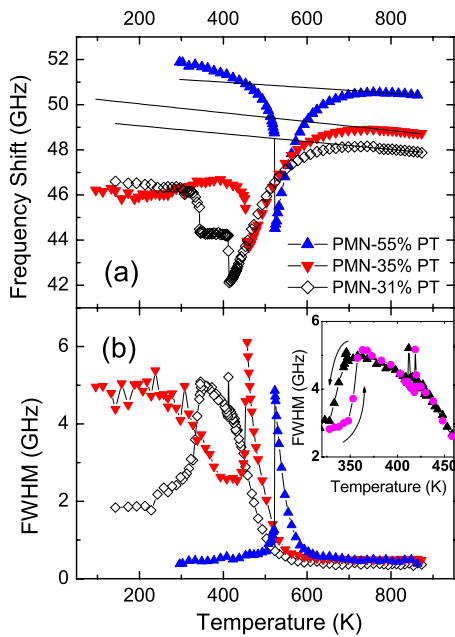 200 400 600 800
52
50
48
46
44
42
Frequency Shift (GHz)
(a)
PMN-55% PT
PMN-35% PT
PMN-31% PT
6
4
2
0
FWHM (GHz)
(b)
6
4
2
FWHM (GHz)
350 400 450
Temperature (K)
200 400 600 800
Temperature (K)